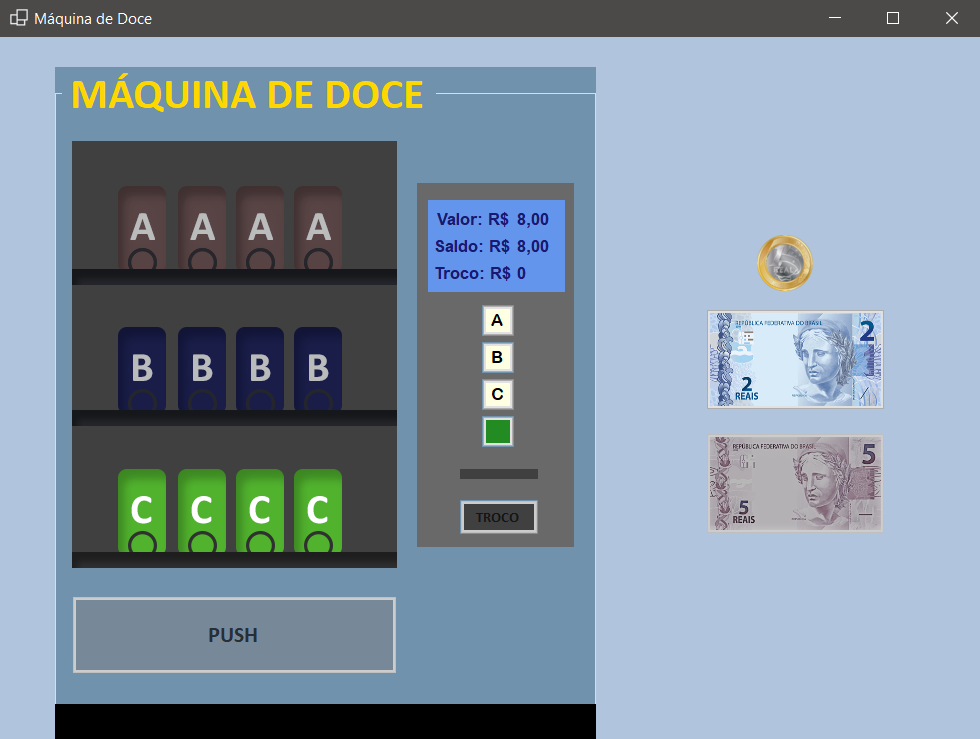 Máquina de Doce
MÁQUINA DE DOCE
A A A A
B B B B
C C C C
Valor: R$ 8,00
Saldo: R$ 8,00
Troco: R$ 0
A
B
C
TROCO
PUSH
REPÚBLICA FEDERATIVA DO BRASIL
2
2
REAIS
REPÚBLICA FEDERATIVA DO BRASIL
5
5
REAIS